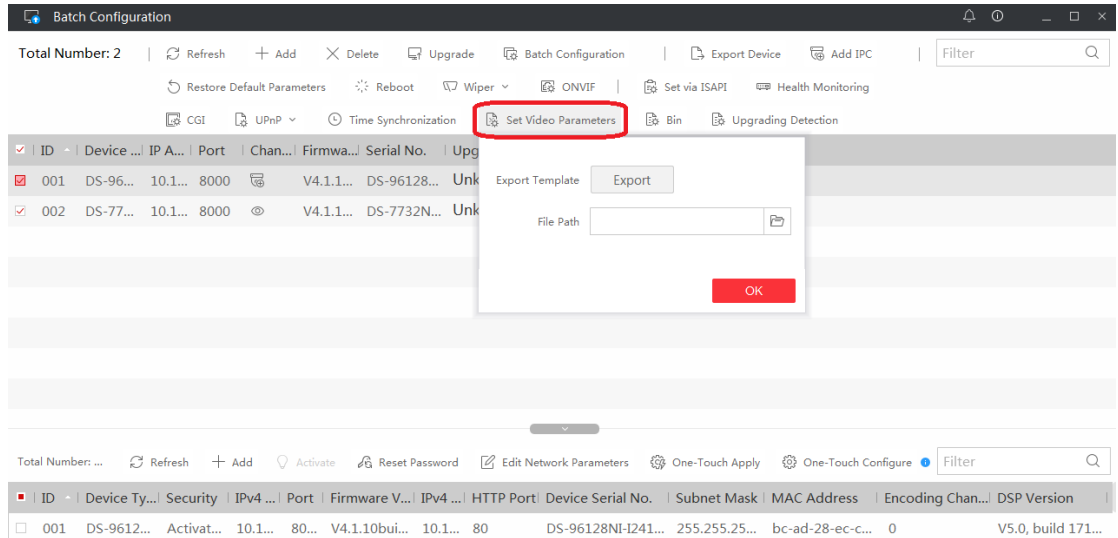 Batch Configuration
Total Number: 2 Refresh Add Delete Upgrade Batch Configuration Export Device Add IPC Filter
Restore Default Parameters Reboot Wiper ONVIF Set via ISAPI Health Monitoring
CGI UPnP Time Synchronization Set Video Parameters Bin Upgrading Detection
ID Device ... IP A... Port Chan... Firmwa... Serial No. Upg
001 DS-96... 10.1... 8000 V4.1.1... DS-96128... Unk
002 DS-77... 10.1... 8000 V4.1.1... DS-7732N... Unk
Export Template Export
File Path
OK
Total Number: ... Refresh Add Activate Reset Password Edit Network Parameters One-Touch Apply One-Touch Configure Filter
ID Device Ty... Security IPv4 ... Port Firmware V... IPv4 ... HTTP Port Device Serial No. Subnet Mask MAC Address Encoding Chan... DSP Version
001 DS-9612... Activat... 10.1... 80... V4.1.10bui... 10.1... 80 DS-96128NI-I241... 255.255.25... bc-ad-28-ec-c... 0 V5.0, build 171...